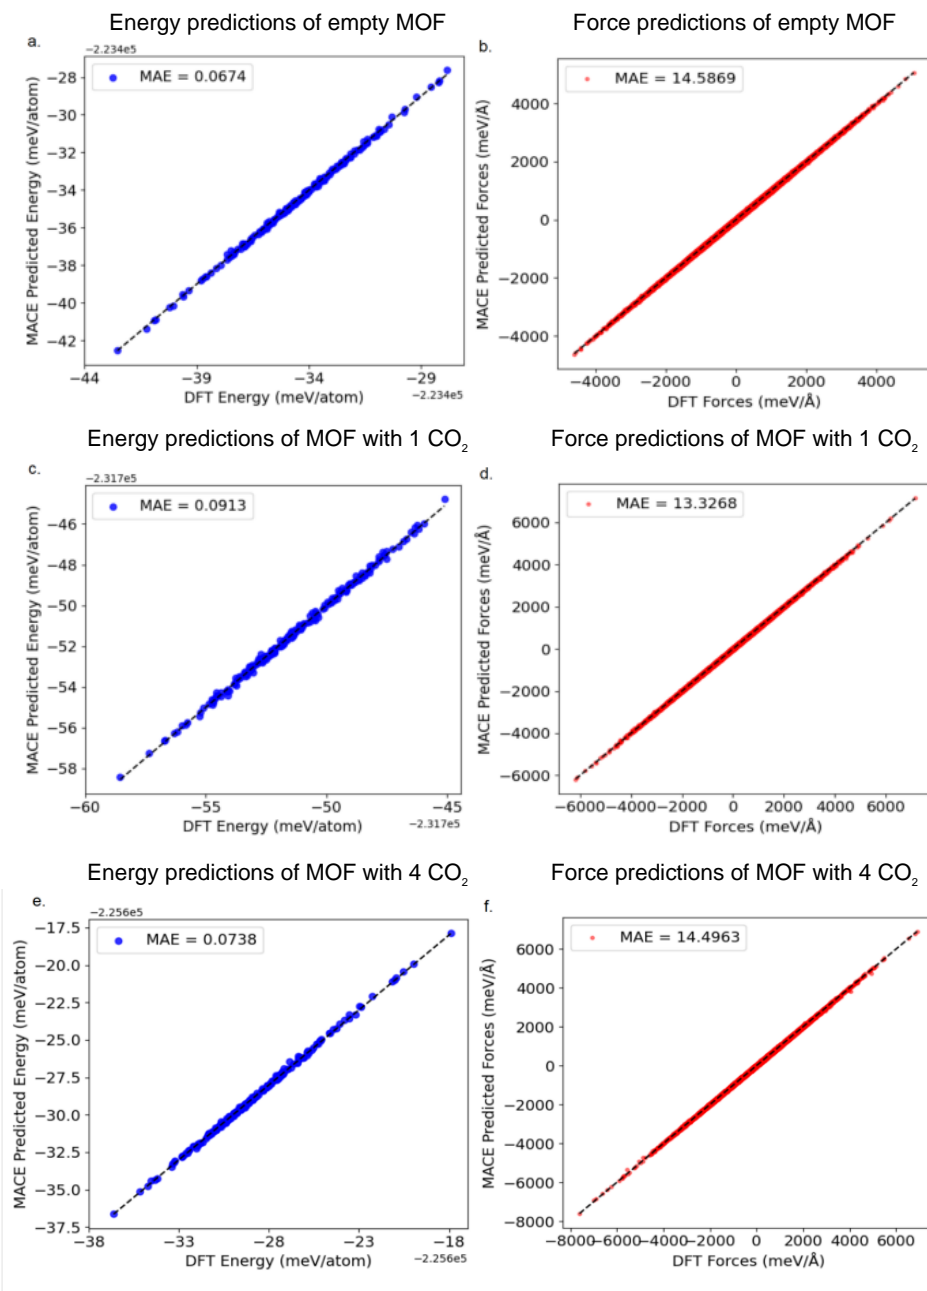 Energy predictions of empty MOF
a.
−2.234e5
MAE = 0.0674
−28
−30
−32
−34
−36
−38
−40
−42
MACE Predicted Energy (meV/atom)
−44 −39 −34 −29
DFT Energy (meV/atom)
−2.234e5
Force predictions of empty MOF
b.
MAE = 14.5869
4000
2000
0
−2000
−4000
MACE Predicted Forces (meV/Å)
−4000 −2000 0 2000 4000
DFT Forces (meV/Å)
Energy predictions of MOF with 1 CO₂
c.
−2.317e5
MAE = 0.0913
−46
−48
−50
−52
−54
−56
−58
MACE Predicted Energy (meV/atom)
−60 −55 −50 −45
DFT Energy (meV/atom)
−2.317e5
Force predictions of MOF with 1 CO₂
d.
MAE = 13.3268
6000
4000
2000
0
−2000
−4000
−6000
MACE Predicted Forces (meV/Å)
−6000 −4000 −2000 0 2000 4000 6000
DFT Forces (meV/Å)
Energy predictions of MOF with 4 CO₂
e.
−2.256e5
MAE = 0.0738
−17.5
−20.0
−22.5
−25.0
−27.5
−30.0
−32.5
−35.0
−37.5
MACE Predicted Energy (meV/atom)
−38 −33 −28 −23 −18
DFT Energy (meV/atom)
−2.256e5
Force predictions of MOF with 4 CO₂
f.
MAE = 14.4963
6000
4000
2000
0
−2000
−4000
−6000
−8000
MACE Predicted Forces (meV/Å)
−8000 −6000 −4000 −2000 0 2000 4000 6000
DFT Forces (meV/Å)